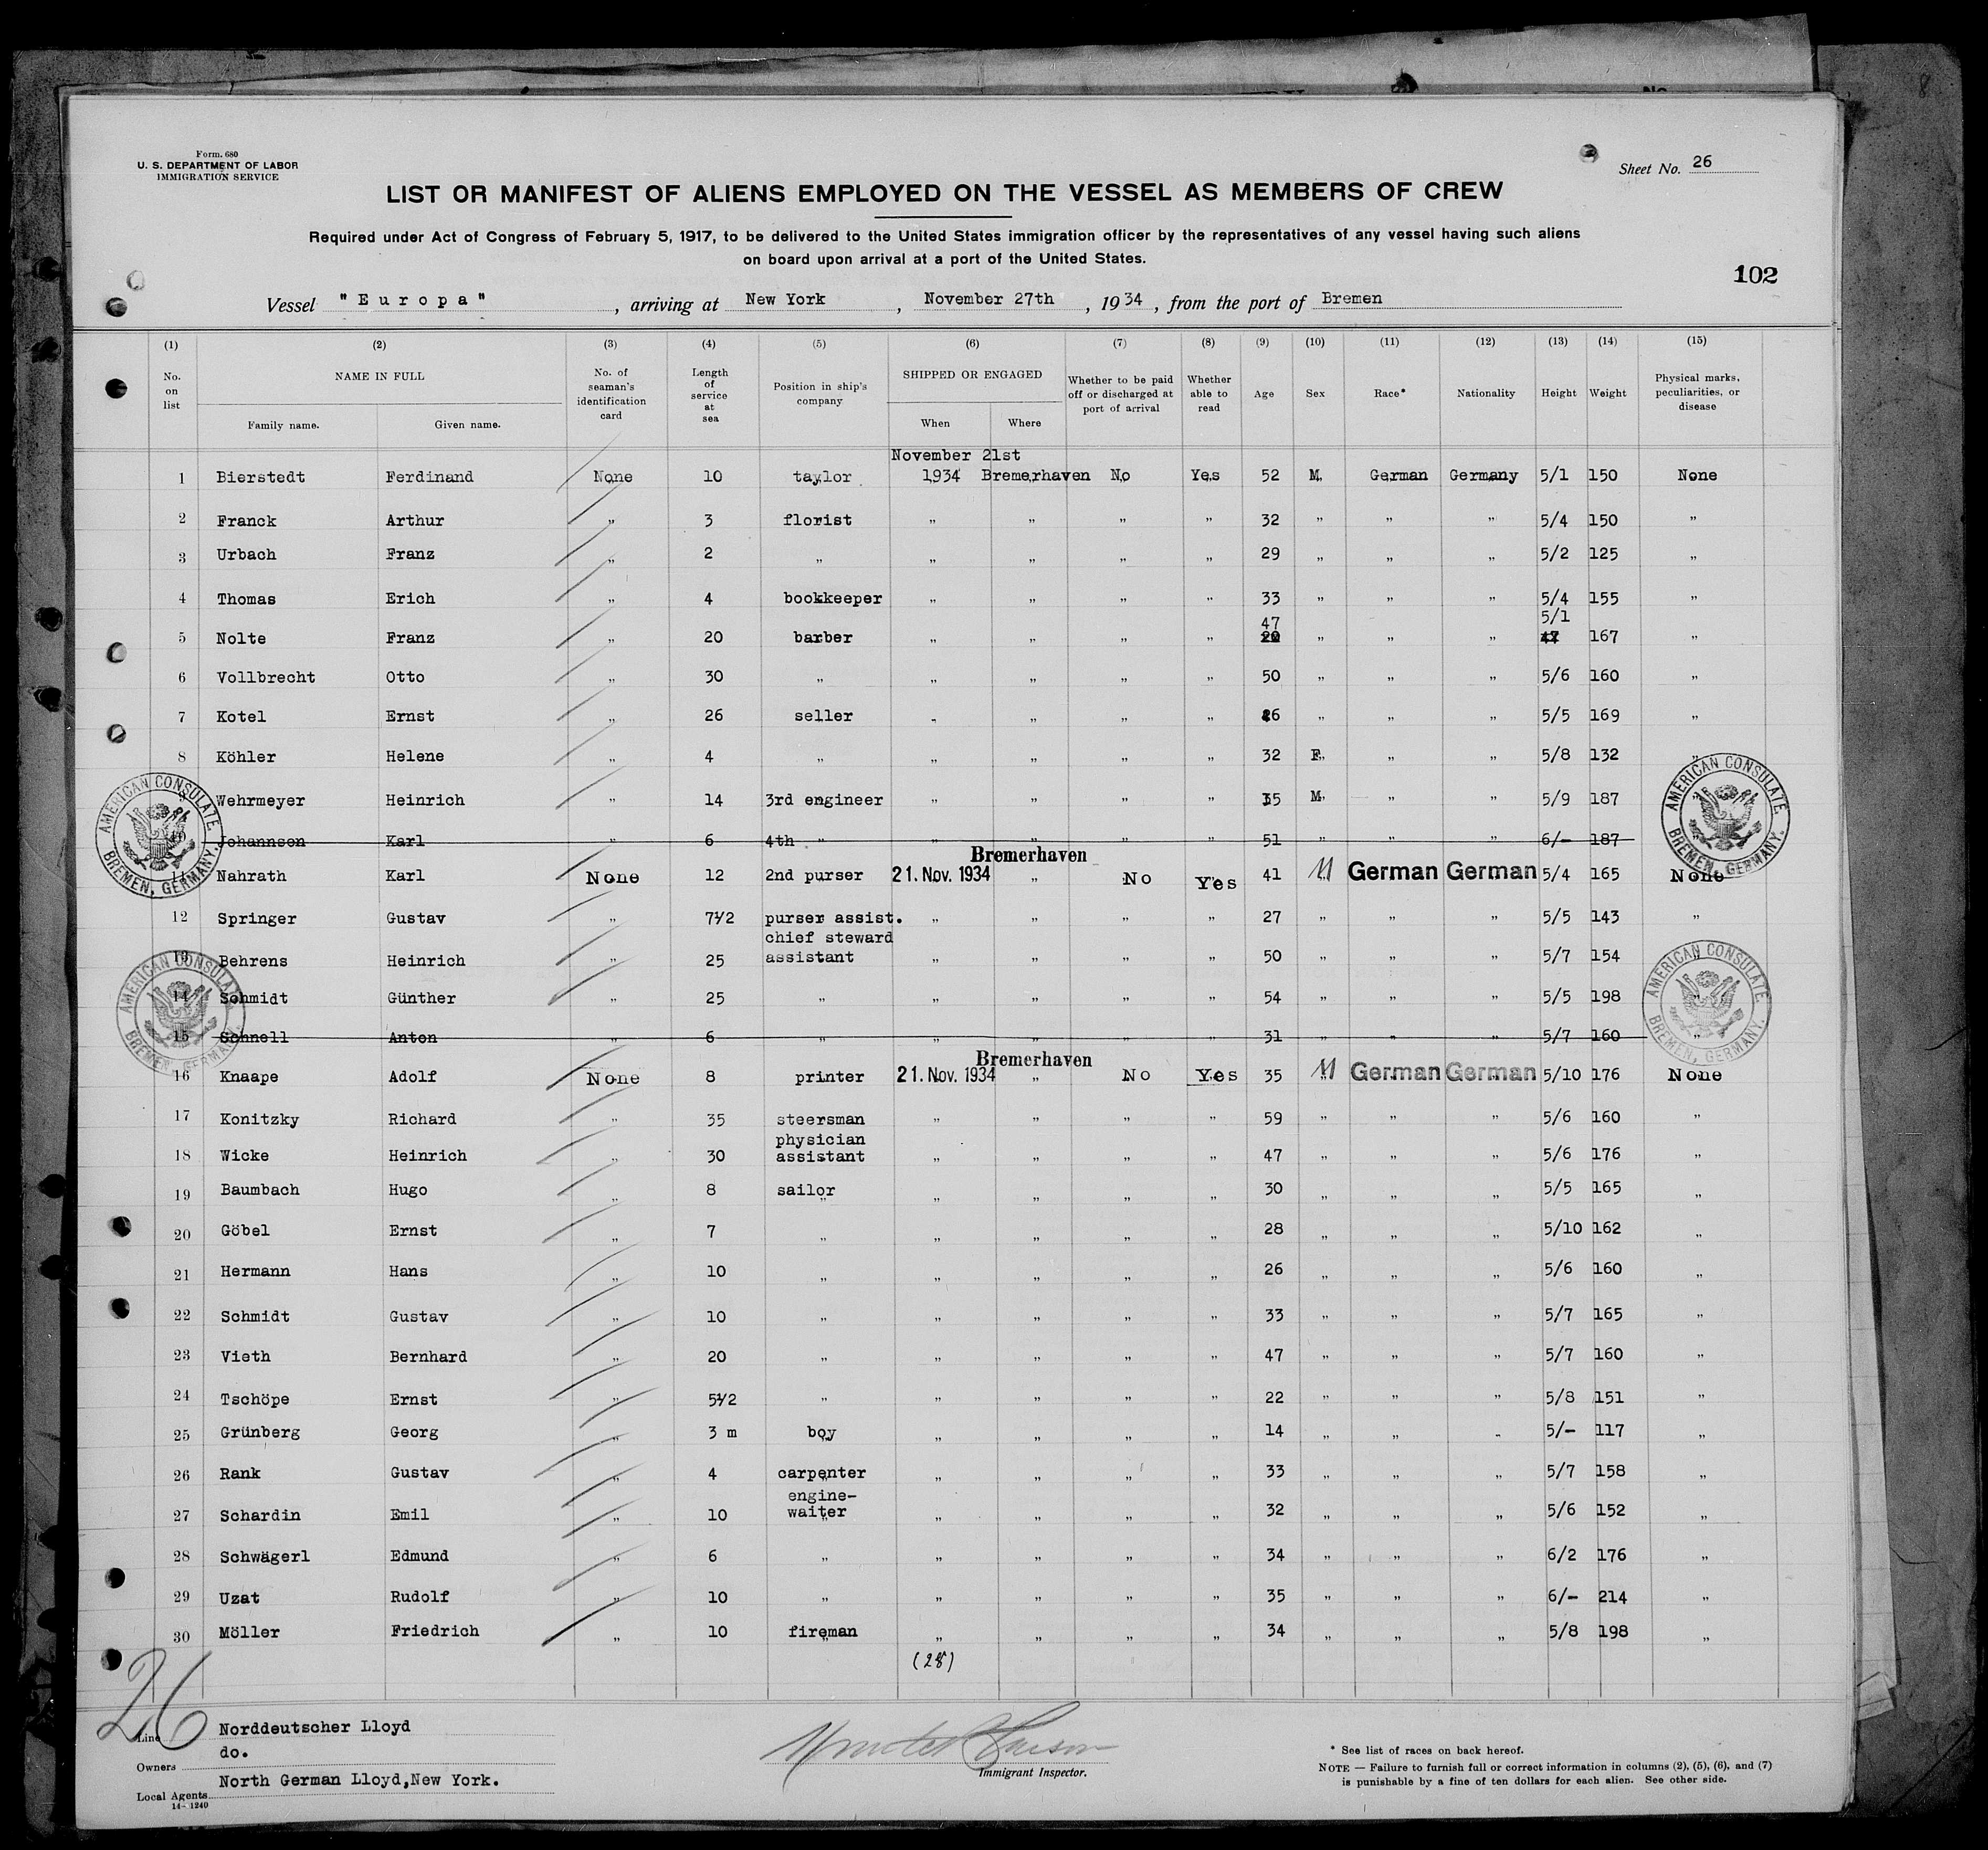 8
Form. 680
U. S. DEPARTMENT OF LABOR
IMMIGRATION SERVICE
Sheet No. 26
LIST OR MANIFEST OF ALIENS EMPLOYED ON THE VESSEL AS MEMBERS OF CREW
Required under Act of Congress of February 5, 1917, to be delivered to the United States immigration officer by the representatives of any vessel having such aliens
on board upon arrival at a port of the United States.
102
Vessel "Europa", arriving at New York, November 27th, 1934, from the port of Bremen
(1) (2) (3) (4) (5) (6) (7) (8) (9) (10) (11) (12) (13) (14) (15)
No. on list NAME IN FULL Family name. Given name. No. of seaman's identification card Length of service at sea Position in ship's company SHIPPED OR ENGAGED When Where Whether to be paid off or discharged at port of arrival Whether able to read Age Sex Race* Nationality Height Weight Physical marks, peculiarities, or disease
November 21st
1 Bierstedt Ferdinand None 10 taylor 1934 Bremerhaven No Yes 52 M. German Germany 5/1 150 None
2 Franck Arthur " 3 florist " " " " 32 " " " 5/4 150 "
3 Urbach Franz " 2 " " " " " 29 " " " 5/2 125 "
4 Thomas Erich " 4 bookkeeper " " " " 33 " " " 5/4 155 "
47 5/1
5 Nolte Franz " 20 barber " " " " 20 " " " 47 167 "
6 Vollbrecht Otto " 30 " " " " " 50 " " " 5/6 160 "
7 Kotel Ernst " 26 seller " " " " 26 " " " 5/5 169 "
8 Köhler Helene " 4 " " " " " 32 F. " " 5/8 132 "
Wehrmeyer Heinrich " 14 3rd engineer " " " " 35 M. " " 5/9 187
10 Johannsen Karl " 6 4th " " " " " 51 " " " 6/- 187
Bremerhaven
11 Nahrath Karl None 12 2nd purser 21. Nov. 1934 " No Yes 41 M German German 5/4 165 None
12 Springer Gustav " 7 1/2 purser assist. " " " " 27 " " " 5/5 143 "
chief steward
13 Behrens Heinrich " 25 assistant " " " " 50 " " " 5/7 154 "
14 Schmidt Günther " 25 " " " " " 54 " " " 5/5 198 "
15 Schnell Anton " 6 " " " " " 31 " " " 5/7 160 "
Bremerhaven
16 Knaape Adolf None 8 printer 21. Nov. 1934 " No Yes 35 M German German 5/10 176 None
17 Konitzky Richard " 35 steersman " " " " 59 " " " 5/6 160 "
physician
18 Wicke Heinrich " 30 assistant " " " " 47 " " " 5/6 176 "
19 Baumbach Hugo " 8 sailor " " " " 30 " " " 5/5 165 "
20 Göbel Ernst " 7 " " " " " 28 " " " 5/10 162 "
21 Hermann Hans " 10 " " " " " 26 " " " 5/6 160 "
22 Schmidt Gustav " 10 " " " " " 33 " " " 5/7 165 "
23 Vieth Bernhard " 20 " " " " " 47 " " " 5/7 160 "
24 Tschöpe Ernst " 5 1/2 " " " " " 22 " " " 5/8 151 "
25 Grünberg Georg " 3 m boy " " " " 14 " " " 5/- 117 "
26 Rank Gustav " 4 carpenter " " " " 33 " " " 5/7 158 "
engine-
27 Schardin Emil " 10 waiter " " " " 32 " " " 5/6 152 "
28 Schwägerl Edmund " 6 " " " " " 34 " " " 6/2 176 "
29 Uzat Rudolf " 10 " " " " " 35 " " " 6/- 214 "
30 Möller Friedrich " 10 fireman " " " " 34 " " " 5/8 198 "
(28)
AMERICAN CONSULATE BREMEN, GERMANY.
AMERICAN CONSULATE BREMEN, GERMANY.
AMERICAN CONSULATE BREMEN, GERMANY.
AMERICAN CONSULATE BREMEN, GERMANY.
26
Line Norddeutscher Lloyd
Owners do.
Local Agents North German Lloyd, New York.
14-1240
Immigrant Inspector.
* See list of races on back hereof.
NOTE — Failure to furnish full or correct information in columns (2), (5), (6), and (7)
is punishable by a fine of ten dollars for each alien. See other side.